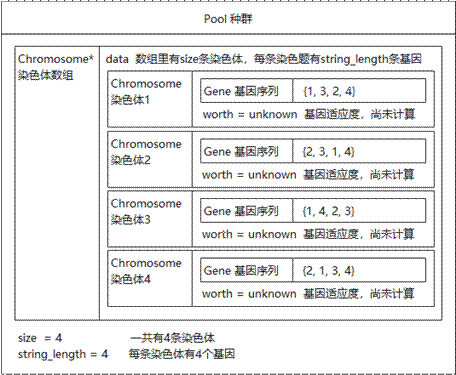 Pool 种群
Chromosome*
染色体数组
data 数组里有size条染色体，每条染色题有string_length条基因
Chromosome
染色体1
Gene 基因序列 {1, 3, 2, 4}
worth = unknown 基因适应度，尚未计算
Chromosome
染色体2
Gene 基因序列 {2, 3, 1, 4}
worth = unknown 基因适应度，尚未计算
Chromosome
染色体3
Gene 基因序列 {1, 4, 2, 3}
worth = unknown 基因适应度，尚未计算
Chromosome
染色体4
Gene 基因序列 {2, 1, 3, 4}
worth = unknown 基因适应度，尚未计算
size = 4 一共有4条染色体
string_length = 4 每条染色体有4个基因